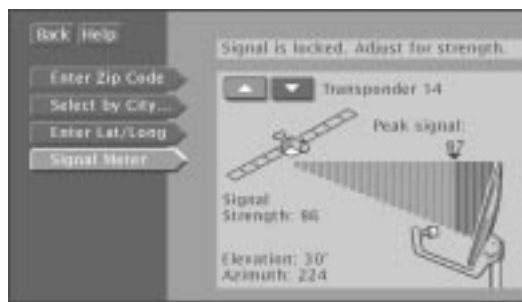 Back Help
Signal is locked. Adjust for strength.
Enter Zip Code
Select by City...
Enter Lat/Long
Signal Meter
Transponder 14
Peak signal:
87
Signal
Strength: 86
Elevation: 30°
Azimuth: 224